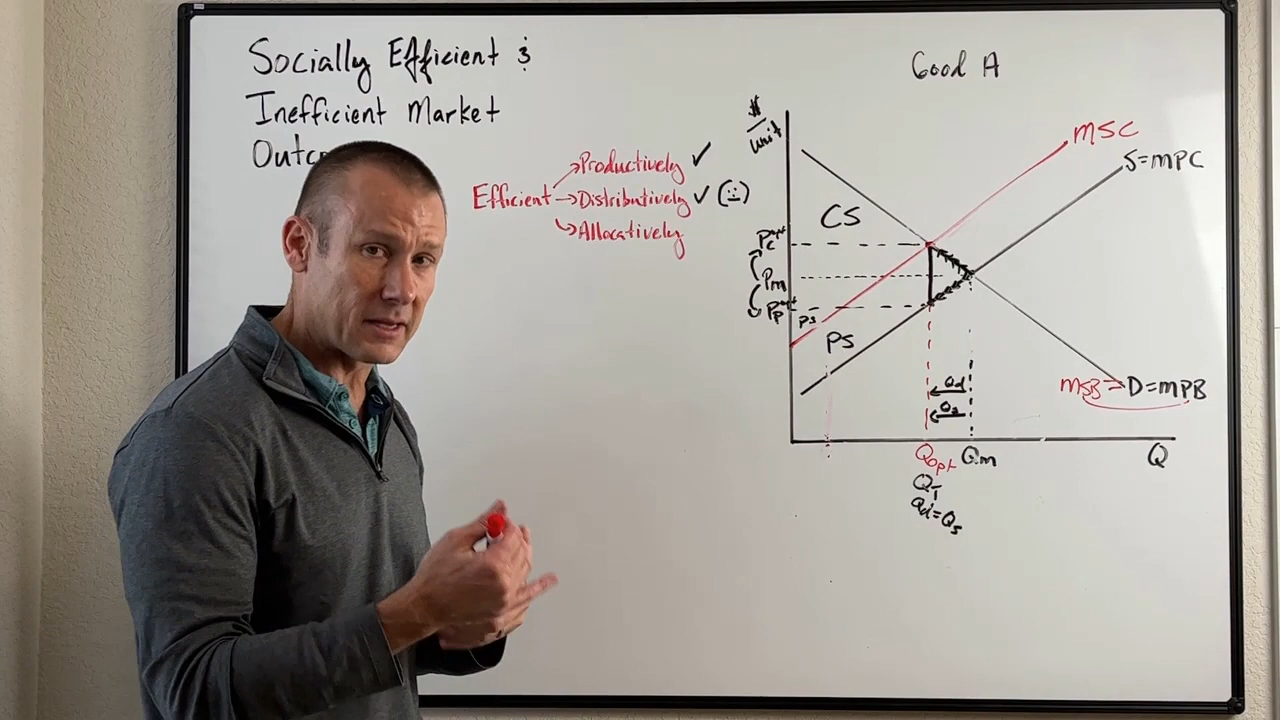 Socially Efficient &
Inefficient Market
Productively ✓
Efficient → Distributively ✓
Allocatively
Good A
$/unit
MSC
S=MPC
CS
Pc opt
Pm
Pp opt
PS
PS
Qd
Qs
MSB = D=MPB
Qopt Qm
Q
QT
Qd=Qs